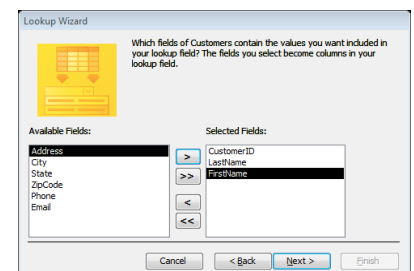 Lookup Wizard
Which fields of Customers contain the values you want included in
your lookup field? The fields you select become columns in your
lookup field.
Available Fields:
Selected Fields:
Address
City
State
ZipCode
Phone
Email
>
>>
<
<<
CustomerID
LastName
FirstName
Cancel
< Back
Next >
Finish